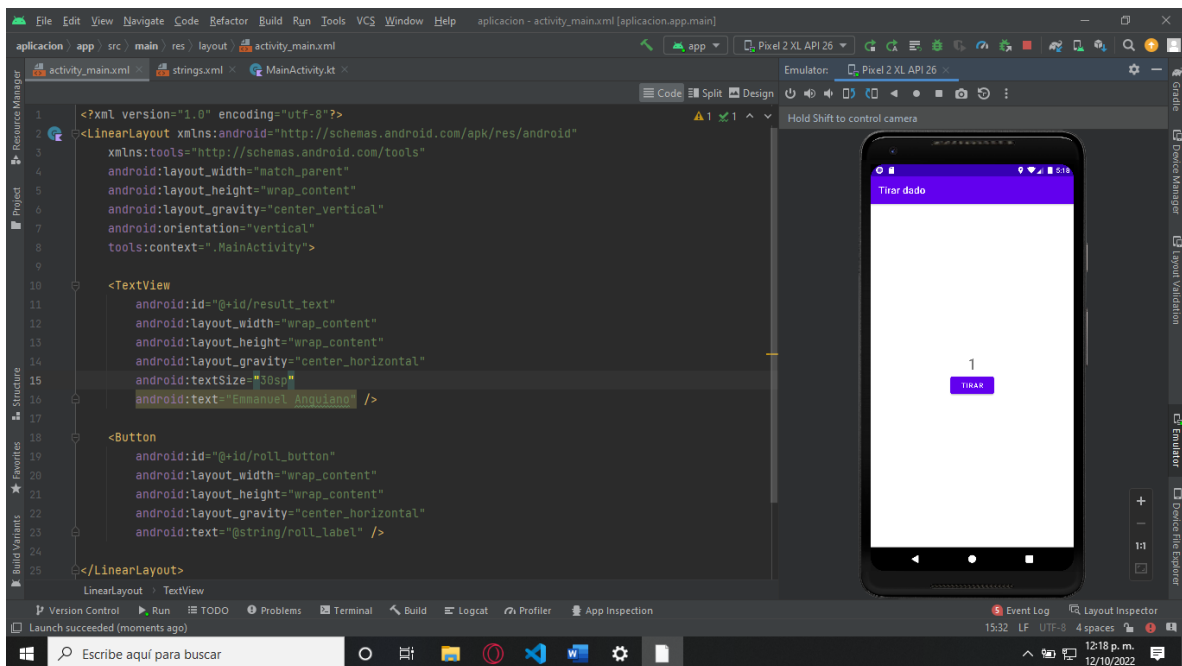 File Edit View Navigate Code Refactor Build Run Tools VCS Window Help aplicacion - activity_main.xml [aplicacion.app.main]
aplicacion app src main res layout activity_main.xml app Pixel 2 XL API 26
activity_main.xml strings.xml MainActivity.kt Emulator: Pixel 2 XL API 26
Code Split Design
1 <?xml version="1.0" encoding="utf-8"?> 1 1 Hold Shift to control camera
2 <LinearLayout xmlns:android="http://schemas.android.com/apk/res/android"
3 xmlns:tools="http://schemas.android.com/tools"
4 android:layout_width="match_parent"
5 android:layout_height="wrap_content"
6 android:layout_gravity="center_vertical"
7 android:orientation="vertical"
8 tools:context=".MainActivity">
9
10 <TextView
11 android:id="@+id/result_text"
12 android:layout_width="wrap_content"
13 android:layout_height="wrap_content"
14 android:layout_gravity="center_horizontal"
15 android:textSize="30sp"
16 android:text="Emmanuel Anguiano" />
17
18 <Button
19 android:id="@+id/roll_button"
20 android:layout_width="wrap_content"
21 android:layout_height="wrap_content"
22 android:layout_gravity="center_horizontal"
23 android:text="@string/roll_label" />
24
25 </LinearLayout>
LinearLayout TextView
5:18
Tirar dado
1
TIRAR
1:1
Resource Manager
Project
Structure
Favorites
Build Variants
Gradle
Device Manager
Layout Validation
Emulator
Device File Explorer
Version Control Run TODO Problems Terminal Build Logcat Profiler App Inspection 5 Event Log Layout Inspector
Launch succeeded (moments ago) 15:32 LF UTF-8 4 spaces
Escribe aquí para buscar 12:18 p. m.
12/10/2022